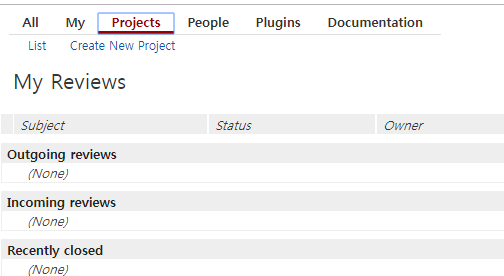 All My Projects People Plugins Documentation
List Create New Project
My Reviews
Subject Status Owner
Outgoing reviews
(None)
Incoming reviews
(None)
Recently closed
(None)